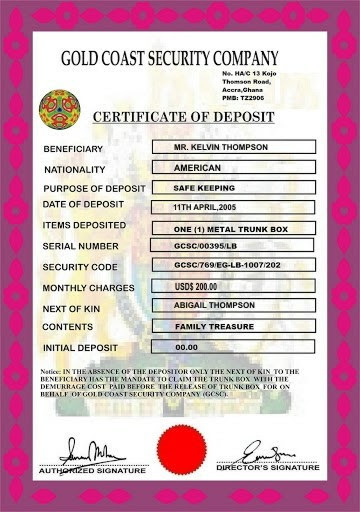 GOLD COAST SECURITY COMPANY
No. HA/C 13 Kojo
Thomson Road,
Accra,Ghana
PMB: TZ2906
CERTIFICATE OF DEPOSIT
BENEFICIARY MR. KELVIN THOMPSON
NATIONALITY AMERICAN
PURPOSE OF DEPOSIT SAFE KEEPING
DATE OF DEPOSIT 11TH APRIL,2005
ITEMS DEPOSITED ONE (1) METAL TRUNK BOX
SERIAL NUMBER GCSC/00395/LB
SECURITY CODE GCSC/769/EG-LB-1007/202
MONTHLY CHARGES USD$ 200.00
NEXT OF KIN ABIGAIL THOMPSON
CONTENTS FAMILY TREASURE
INITIAL DEPOSIT 00.00
Notice: IN THE ABSENCE OF THE DEPOSITOR ONLY THE NEXT OF KIN TO THE
BENEFICIARY HAS THE MANDATE TO CLAIM THE TRUNK BOX WITH THE
DEMURRAGE COST PAID BEFORE THE RELEASE OF TRUNK BOX FOR ON
BEHALF OF GOLD COAST SECURITY COMPANY (GCSC).
AUTHORIZED SIGNATURE
DIRECTOR'S SIGNATURE